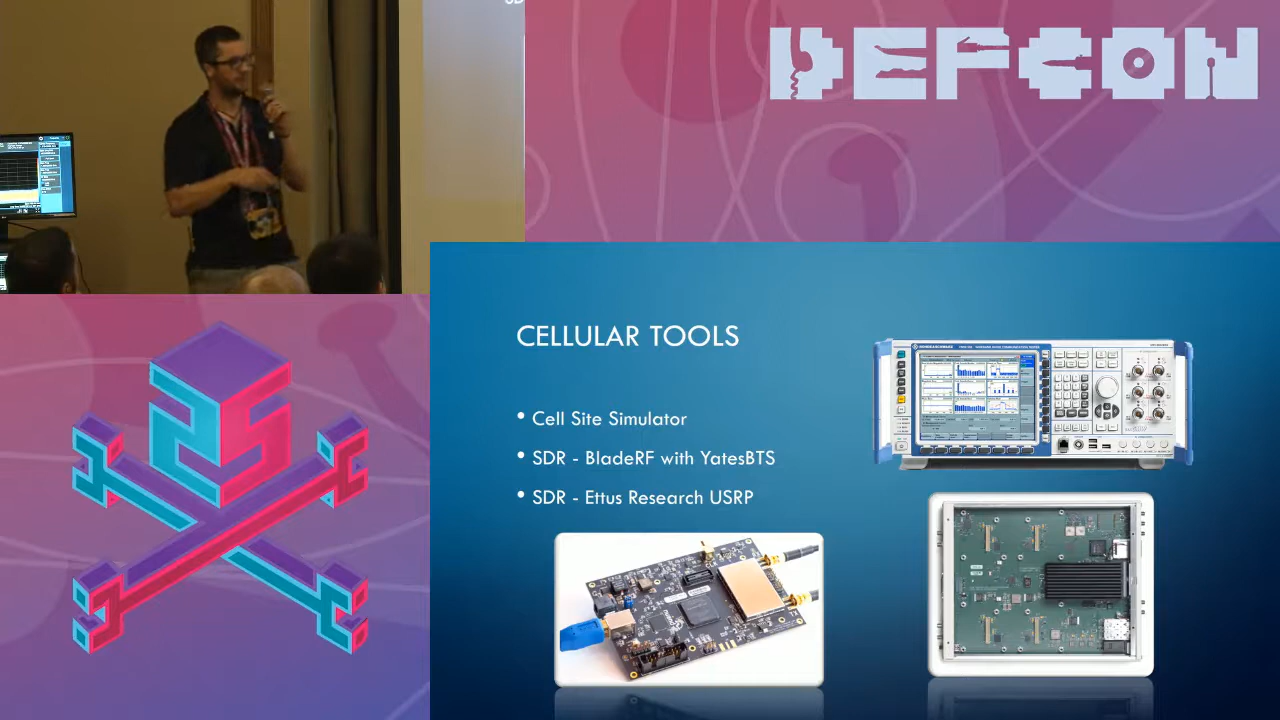 DEFCON
CELLULAR TOOLS
• Cell Site Simulator
• SDR - BladeRF with YatesBTS
• SDR - Ettus Research USRP